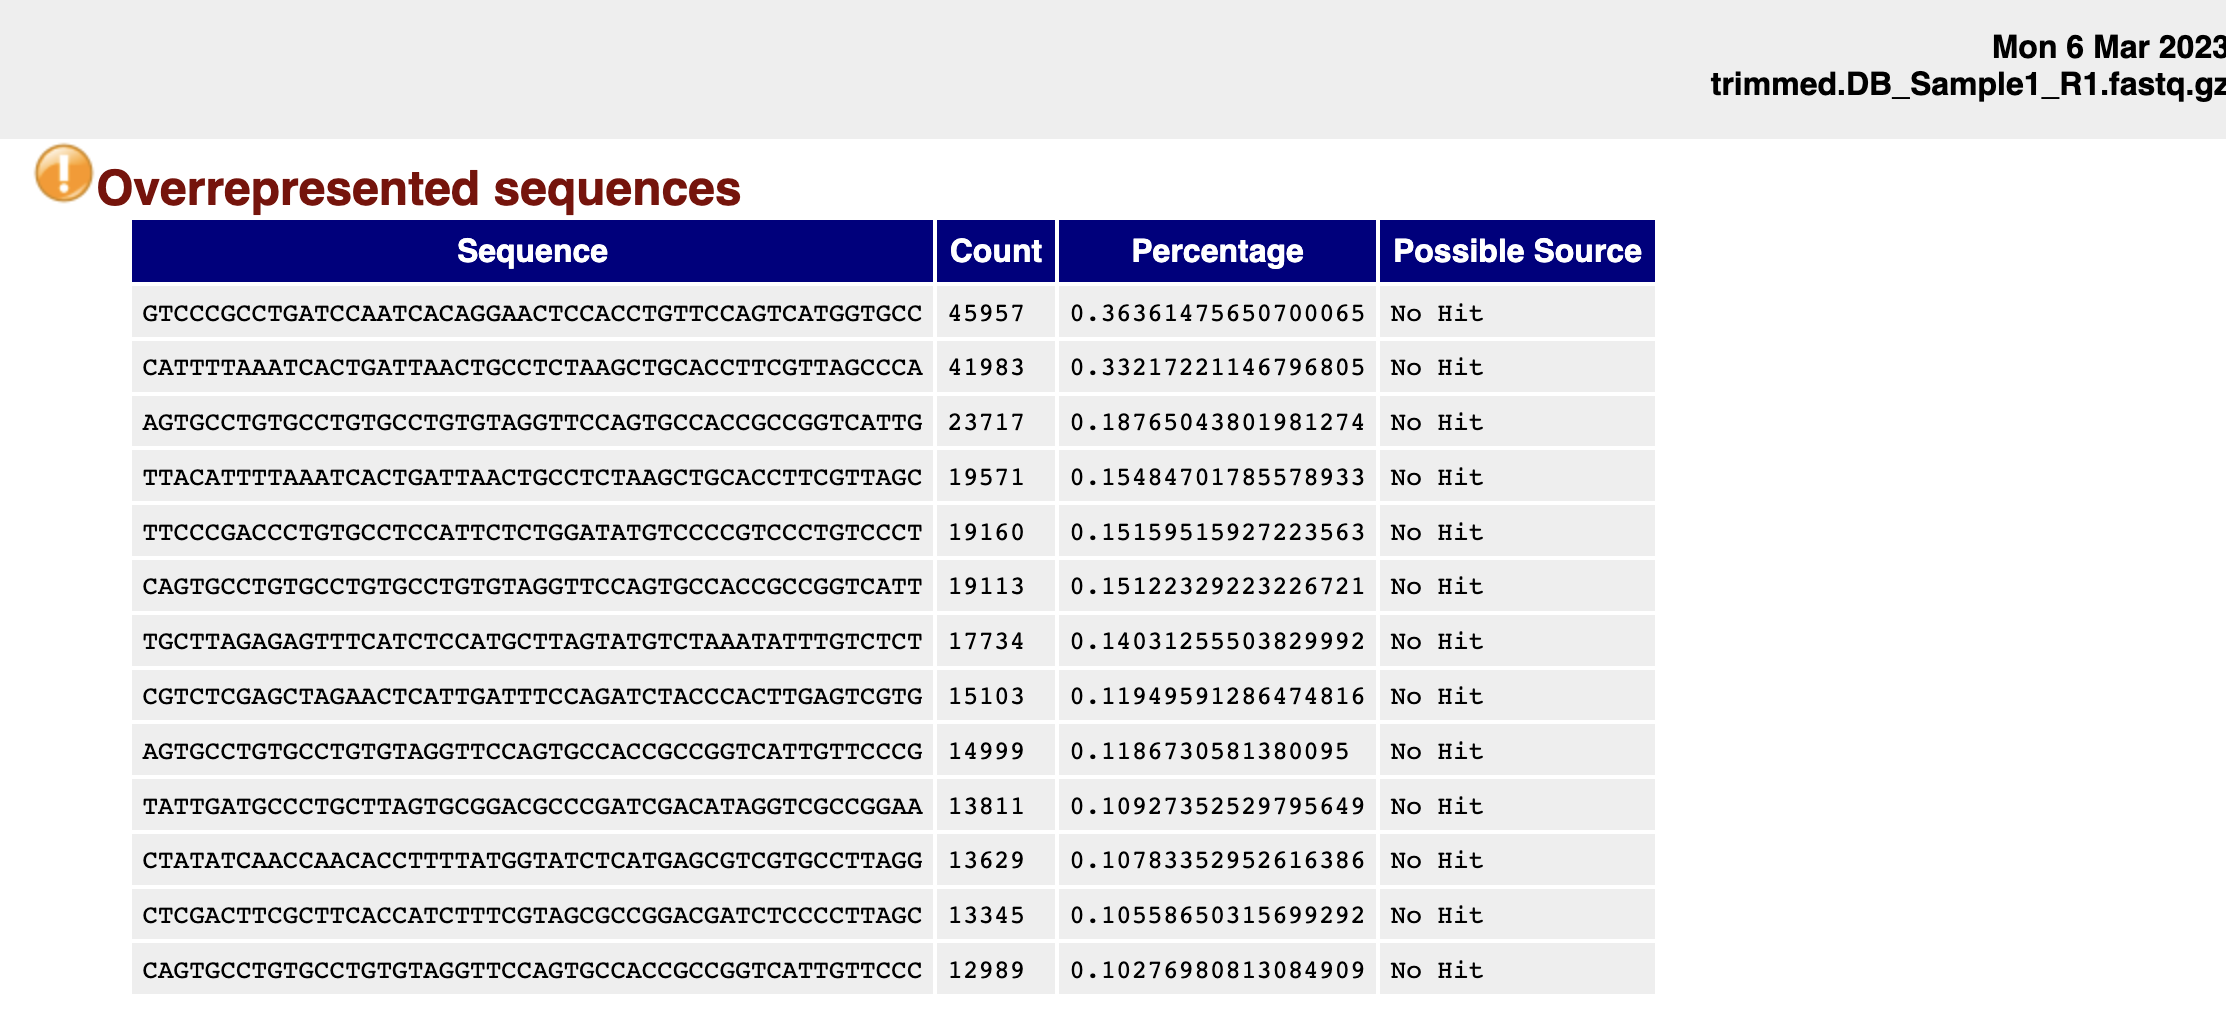 Mon 6 Mar 2023
trimmed.DB_Sample1_R1.fastq.gz
Overrepresented sequences
Sequence Count Percentage Possible Source
GTCCCGCCTGATCCAATCACAGGAACTCCACCTGTTCCAGTCATGGTGCC 45957 0.36361475650700065 No Hit
CATTTTAAATCACTGATTAACTGCCTCTAAGCTGCACCTTCGTTAGCCCA 41983 0.33217221146796805 No Hit
AGTGCCTGTGCCTGTGCCTGTGTAGGTTCCAGTGCCACCGCCGGTCATTG 23717 0.18765043801981274 No Hit
TTACATTTTAAATCACTGATTAACTGCCTCTAAGCTGCACCTTCGTTAGC 19571 0.15484701785578933 No Hit
TTCCCGACCCTGTGCCTCCATTCTCTGGATATGTCCCCGTCCCTGTCCCT 19160 0.15159515927223563 No Hit
CAGTGCCTGTGCCTGTGCCTGTGTAGGTTCCAGTGCCACCGCCGGTCATT 19113 0.15122329223226721 No Hit
TGCTTAGAGAGTTTCATCTCCATGCTTAGTATGTCTAAATATTTGTCTCT 17734 0.14031255503829992 No Hit
CGTCTCGAGCTAGAACTCATTGATTTCCAGATCTACCCACTTGAGTCGTG 15103 0.11949591286474816 No Hit
AGTGCCTGTGCCTGTGTAGGTTCCAGTGCCACCGCCGGTCATTGTTCCCG 14999 0.1186730581380095 No Hit
TATTGATGCCCTGCTTAGTGCGGACGCCCGATCGACATAGGTCGCCGGAA 13811 0.10927352529795649 No Hit
CTATATCAACCAACACCTTTTATGGTATCTCATGAGCGTCGTGCCTTAGG 13629 0.10783352952616386 No Hit
CTCGACTTCGCTTCACCATCTTTCGTAGCGCCGGACGATCTCCCCTTAGC 13345 0.10558650315699292 No Hit
CAGTGCCTGTGCCTGTGTAGGTTCCAGTGCCACCGCCGGTCATTGTTCCC 12989 0.10276980813084909 No Hit